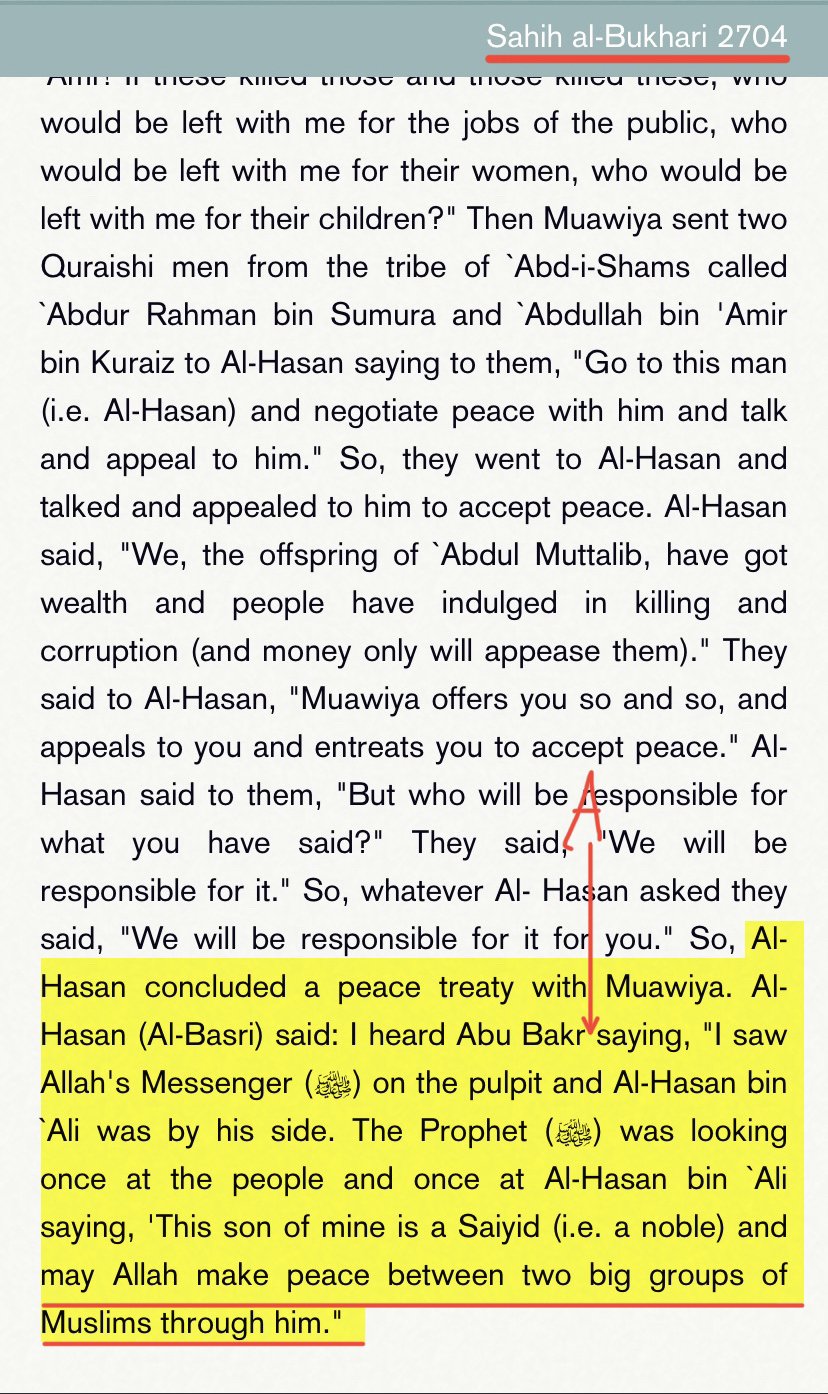 Sahih al-Bukhari 2704
'Amr! If these killed those and those killed these, who
would be left with me for the jobs of the public, who
would be left with me for their women, who would be
left with me for their children?" Then Muawiya sent two
Quraishi men from the tribe of `Abd-i-Shams called
`Abdur Rahman bin Sumura and `Abdullah bin 'Amir
bin Kuraiz to Al-Hasan saying to them, "Go to this man
(i.e. Al-Hasan) and negotiate peace with him and talk
and appeal to him." So, they went to Al-Hasan and
talked and appealed to him to accept peace. Al-Hasan
said, "We, the offspring of `Abdul Muttalib, have got
wealth and people have indulged in killing and
corruption (and money only will appease them)." They
said to Al-Hasan, "Muawiya offers you so and so, and
appeals to you and entreats you to accept peace." Al-
Hasan said to them, "But who will be responsible for
what you have said?" They said, "We will be
responsible for it." So, whatever Al- Hasan asked they
said, "We will be responsible for it for you." So, Al-
Hasan concluded a peace treaty with Muawiya. Al-
Hasan (Al-Basri) said: I heard Abu Bakr saying, "I saw
Allah's Messenger (ﷺ) on the pulpit and Al-Hasan bin
`Ali was by his side. The Prophet (ﷺ) was looking
once at the people and once at Al-Hasan bin `Ali
saying, 'This son of mine is a Saiyid (i.e. a noble) and
may Allah make peace between two big groups of
Muslims through him."